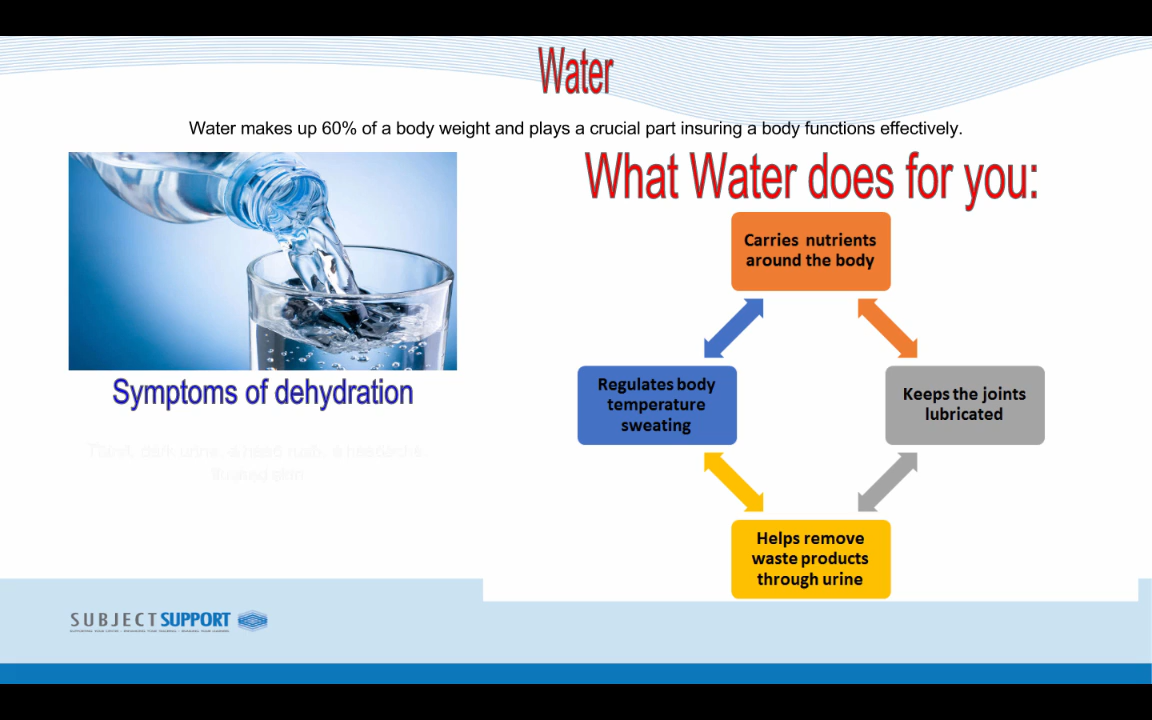 Water
Water makes up 60% of a body weight and plays a crucial part insuring a body functions effectively.
What Water does for you:
Carries nutrients
around the body
Regulates body
temperature
sweating
Keeps the joints
lubricated
Helps remove
waste products
through urine
Symptoms of dehydration
SUBJECT SUPPORT